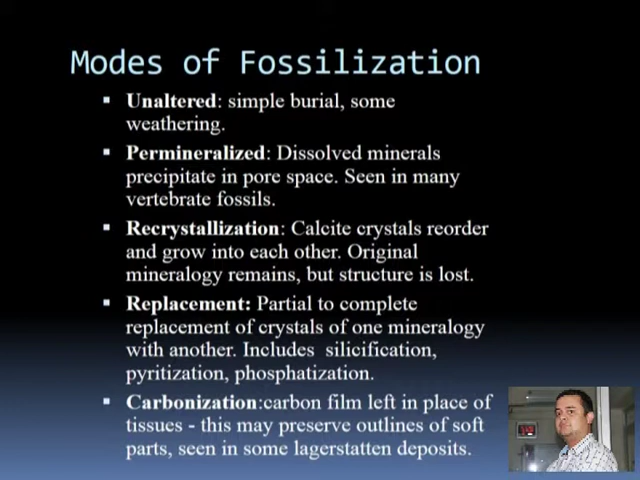 Modes of Fossilization
▪ Unaltered: simple burial, some
weathering.
▪ Permineralized: Dissolved minerals
precipitate in pore space. Seen in many
vertebrate fossils.
▪ Recrystallization: Calcite crystals reorder
and grow into each other. Original
mineralogy remains, but structure is lost.
▪ Replacement: Partial to complete
replacement of crystals of one mineralogy
with another. Includes  silicification,
pyritization, phosphatization.
▪ Carbonization:carbon film left in place of
tissues - this may preserve outlines of soft
parts, seen in some lagerstatten deposits.